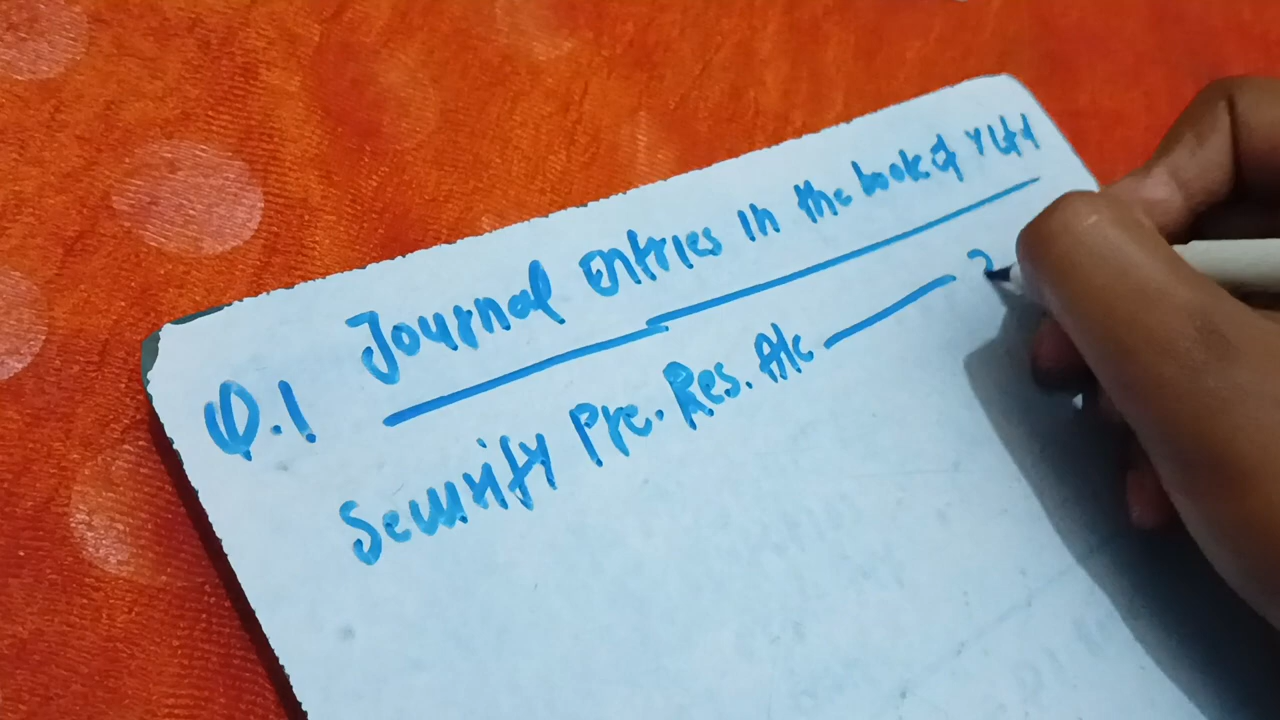 Q.1 Journal Entries in the book of Y Ltd
Security Pre. Res. A/c — ?